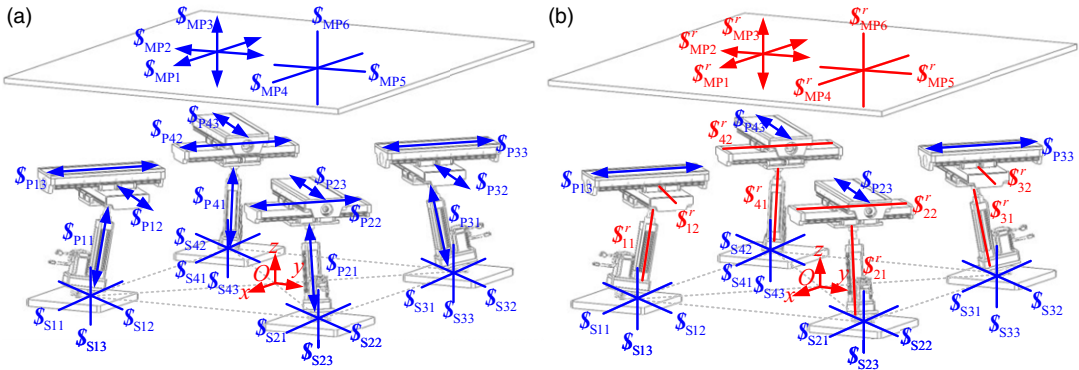 (a)
$MP3
$MP2
$MP1
$MP6
$MP5
$MP4
$P43
$P42
$P33
$P13
$P23
$P32
$P41
$P12
$P22
$P31
$P11
$S42
z
$P21
$S41
O
y
$S43
x
$S31
$S32
$S11
$S12
$S33
$S13
$S21
$S22
$S23
(b)
$ʳMP3
$ʳMP6
$ʳMP2
$ʳMP1
$ʳMP5
$ʳMP4
$P43
$ʳ42
$P33
$P13
$P23
$ʳ32
$ʳ41
$ʳ12
$ʳ22
$ʳ31
$ʳ11
$S42
z
$ʳ21
$S41
O
y
$S43
x
$S31
$S32
$S11
$S12
$S33
$S13
$S21
$S22
$S23